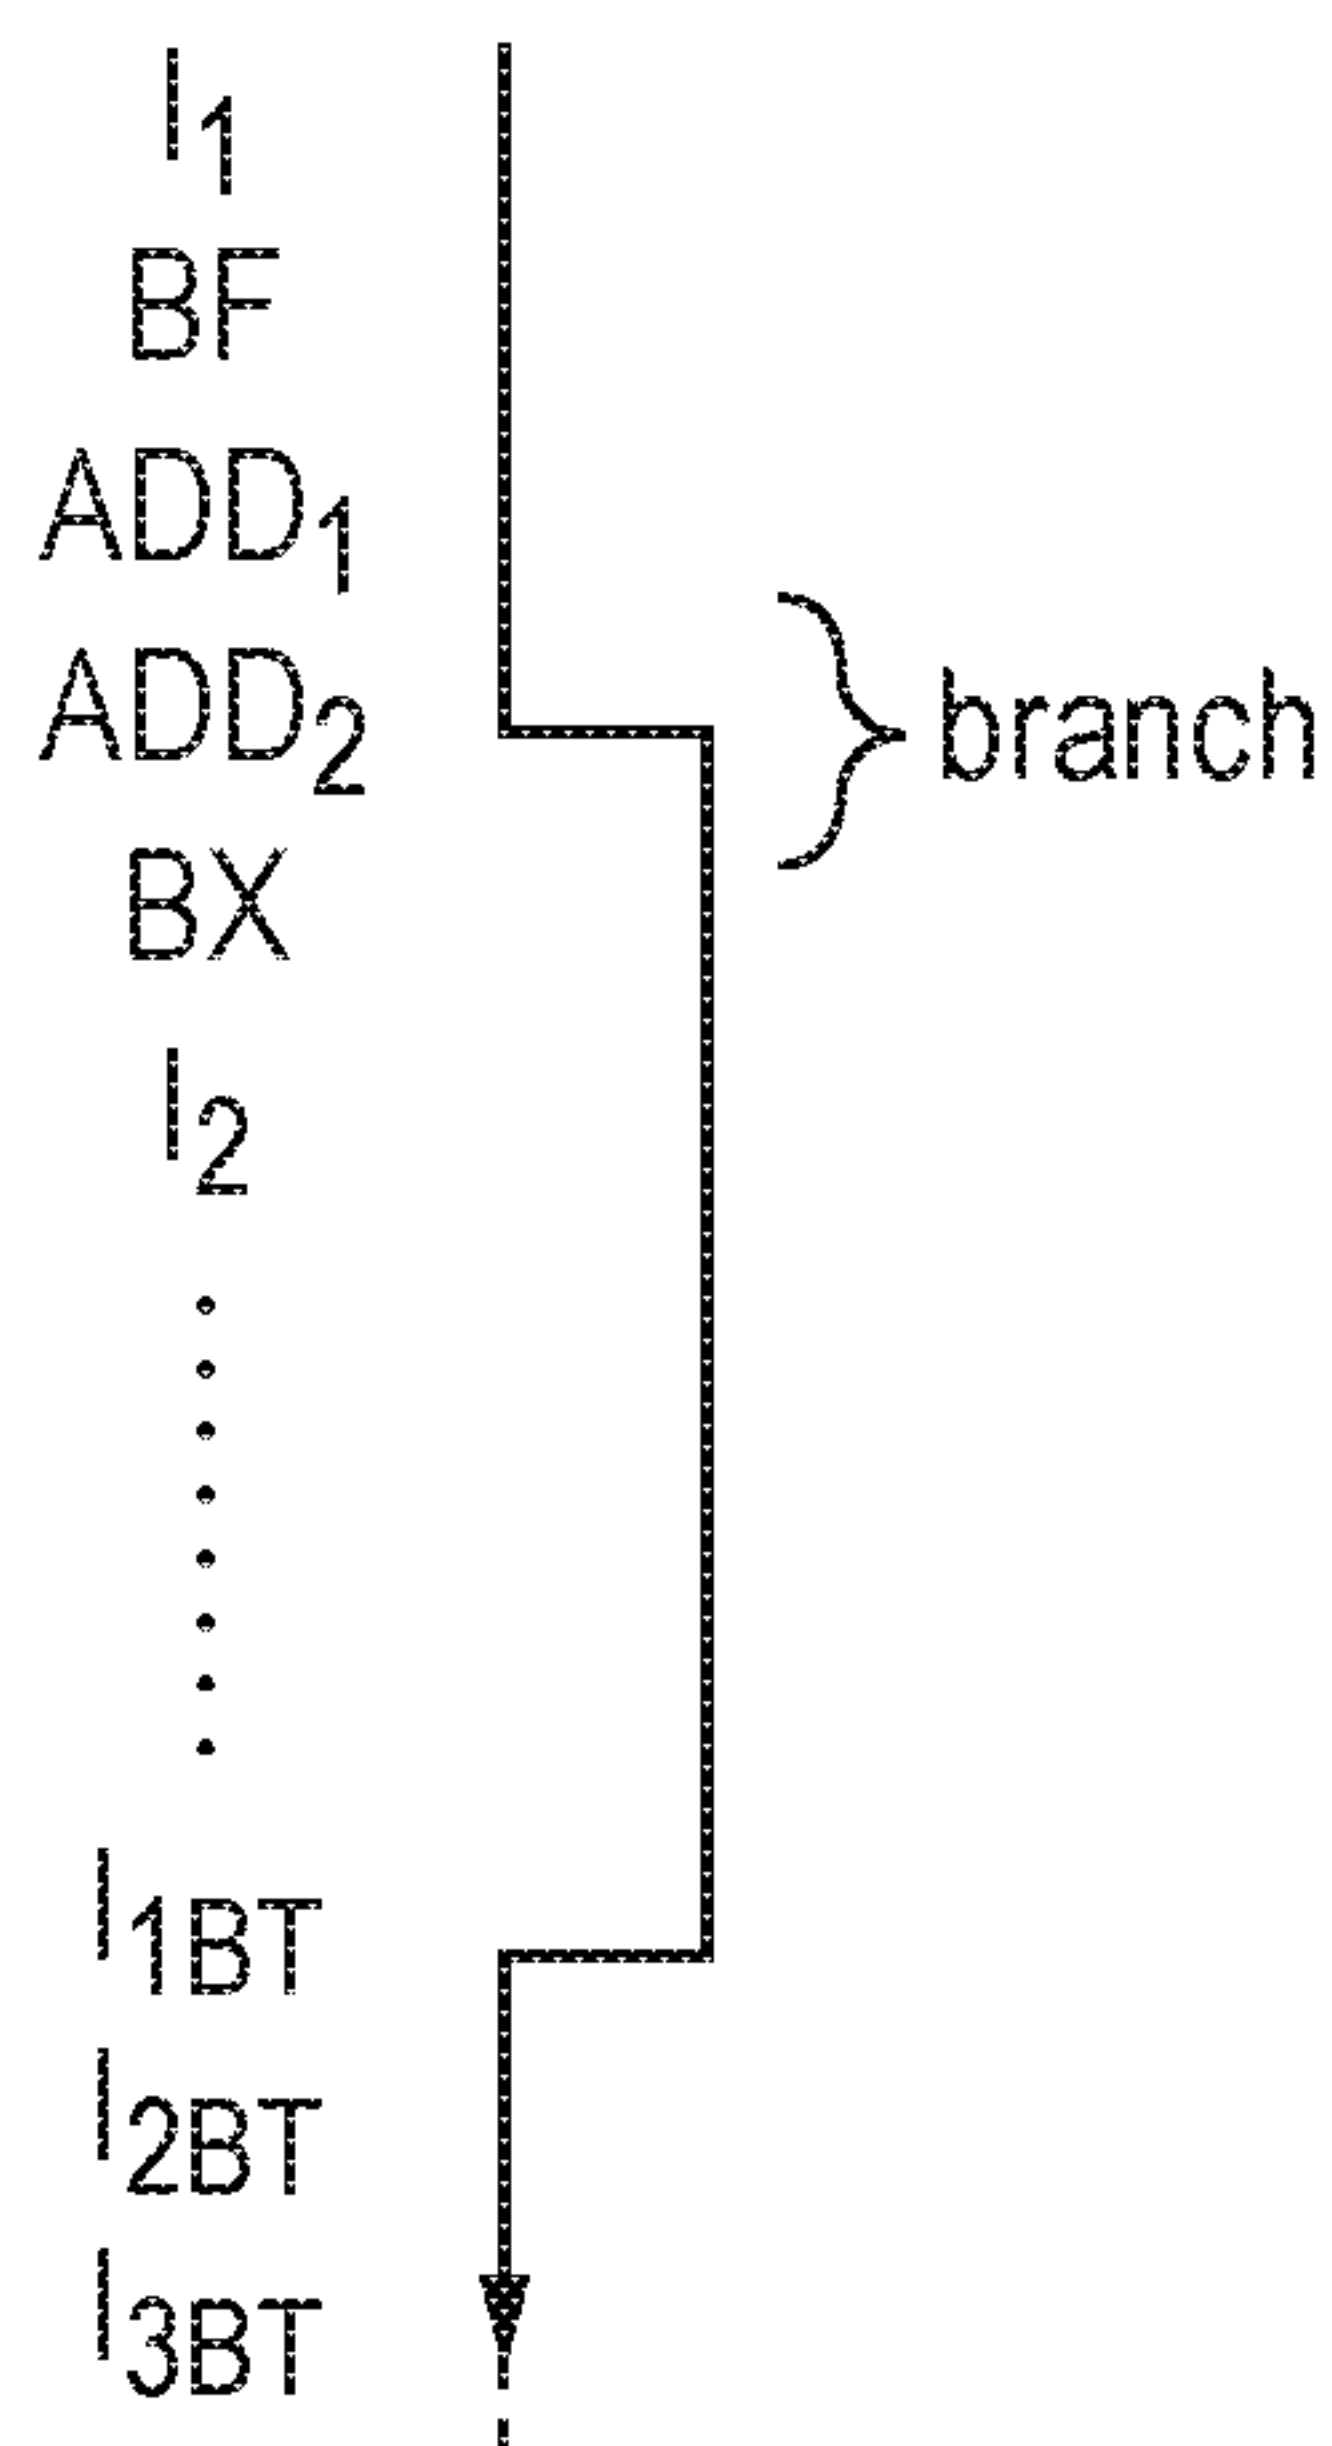 I1
BF
ADD1
ADD2
branch
BX
I2
I1BT
I2BT
I3BT